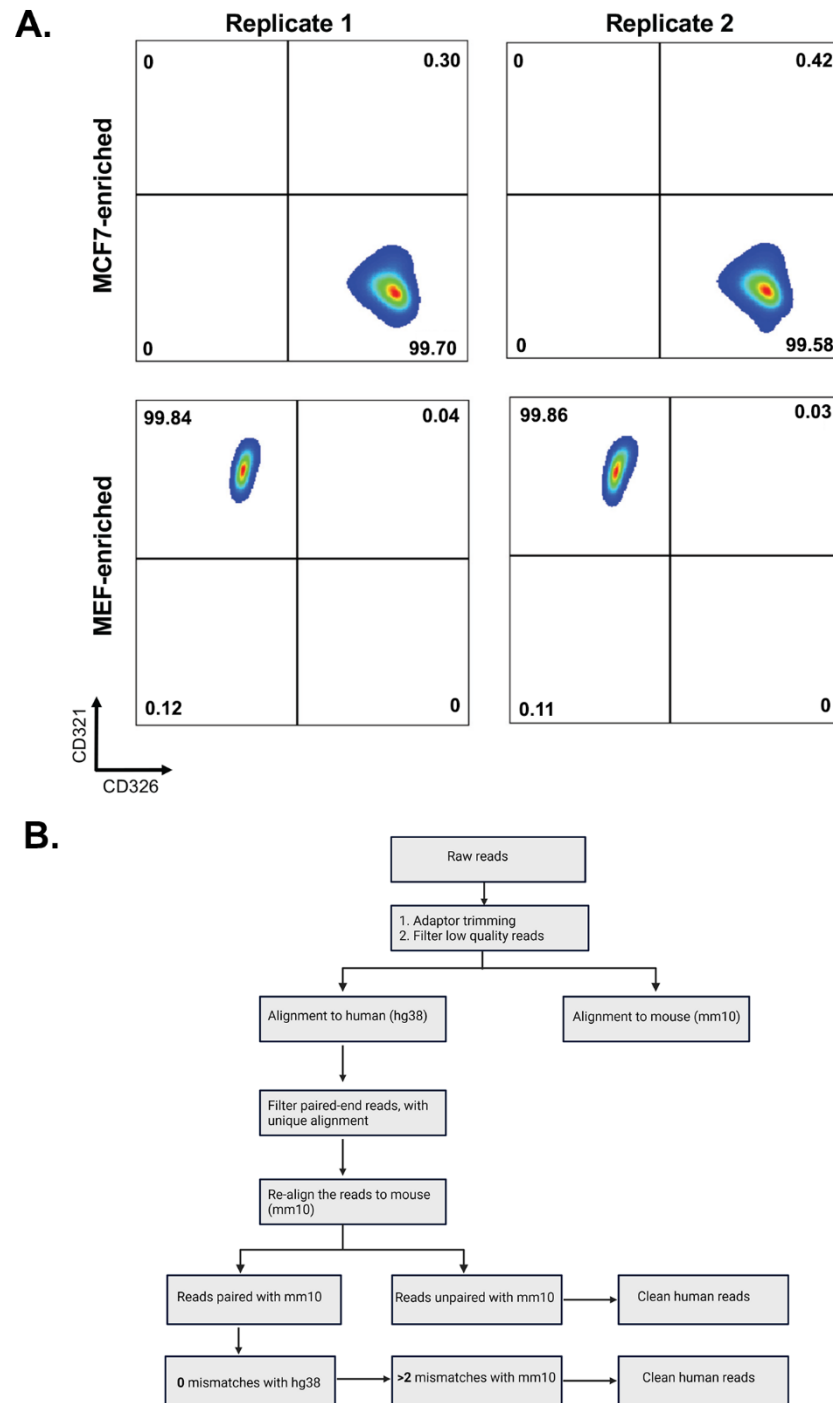 A.
Replicate 1
Replicate 2
MCF7-enriched
0
0.30
0
99.70
0
0.42
0
99.58
MEF-enriched
99.84
0.04
0.12
0
99.86
0.03
0.11
0
CD321
CD326
B.
Raw reads
1. Adaptor trimming
2. Filter low quality reads
Alignment to human (hg38)
Alignment to mouse (mm10)
Filter paired-end reads, with
unique alignment
Re-align the reads to mouse
(mm10)
Reads paired with mm10
Reads unpaired with mm10
Clean human reads
0 mismatches with hg38
>2 mismatches with mm10
Clean human reads